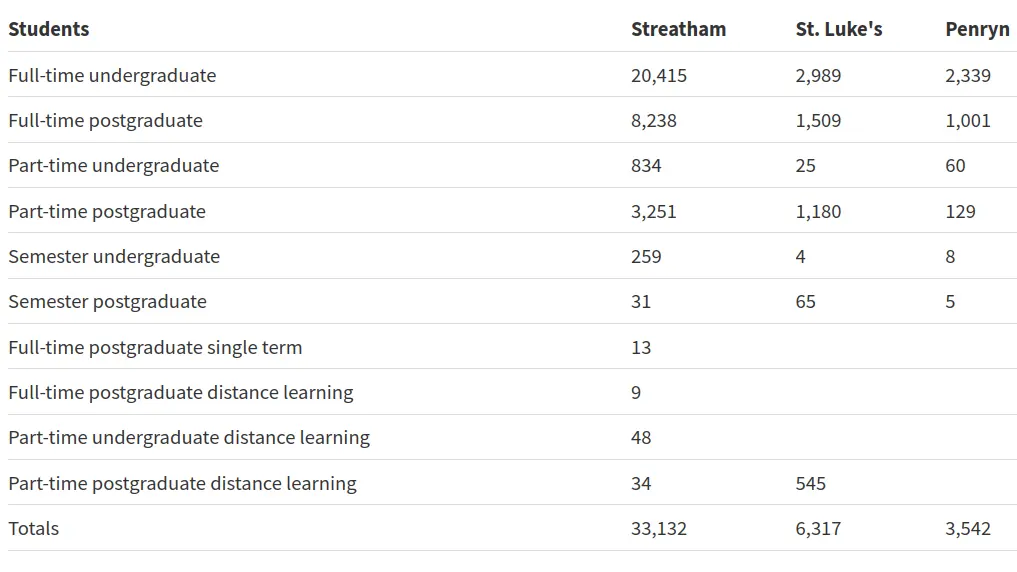 Students Streatham St. Luke's Penryn
Full-time undergraduate 20,415 2,989 2,339
Full-time postgraduate 8,238 1,509 1,001
Part-time undergraduate 834 25 60
Part-time postgraduate 3,251 1,180 129
Semester undergraduate 259 4 8
Semester postgraduate 31 65 5
Full-time postgraduate single term 13
Full-time postgraduate distance learning 9
Part-time undergraduate distance learning 48
Part-time postgraduate distance learning 34 545
Totals 33,132 6,317 3,542